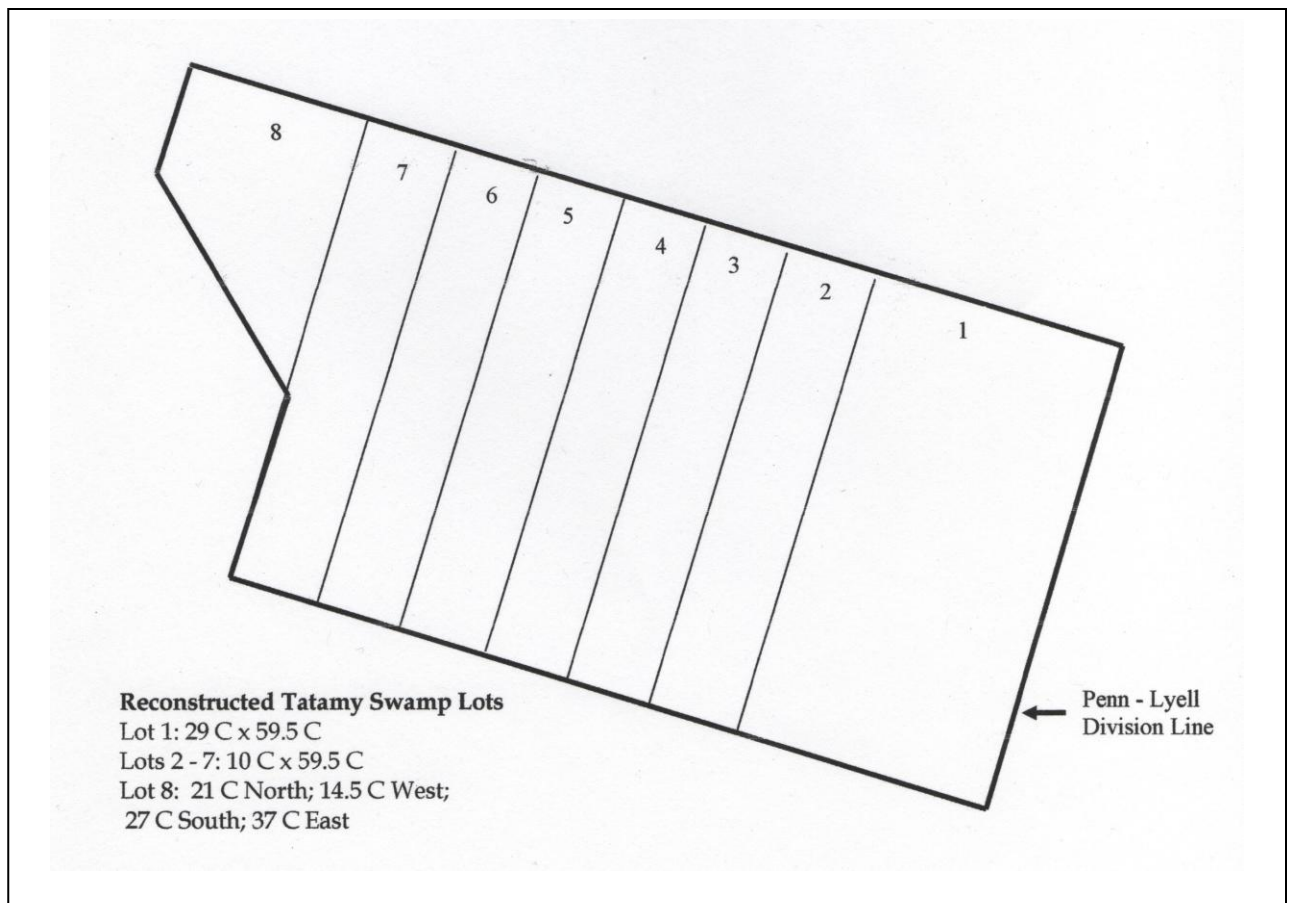 8
7
6
5
4
3
2
1
Reconstructed Tatamy Swamp Lots
Lot 1: 29 C x 59.5 C
Lots 2 - 7: 10 C x 59.5 C
Lot 8: 21 C North; 14.5 C West;
27 C South; 37 C East
Penn - Lyell
Division Line